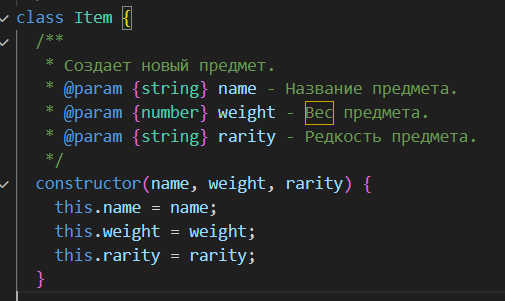 class Item {
/**
* Создает новый предмет.
* @param {string} name - Название предмета.
* @param {number} weight - Вес предмета.
* @param {string} rarity - Редкость предмета.
*/
constructor(name, weight, rarity) {
this.name = name;
this.weight = weight;
this.rarity = rarity;
}